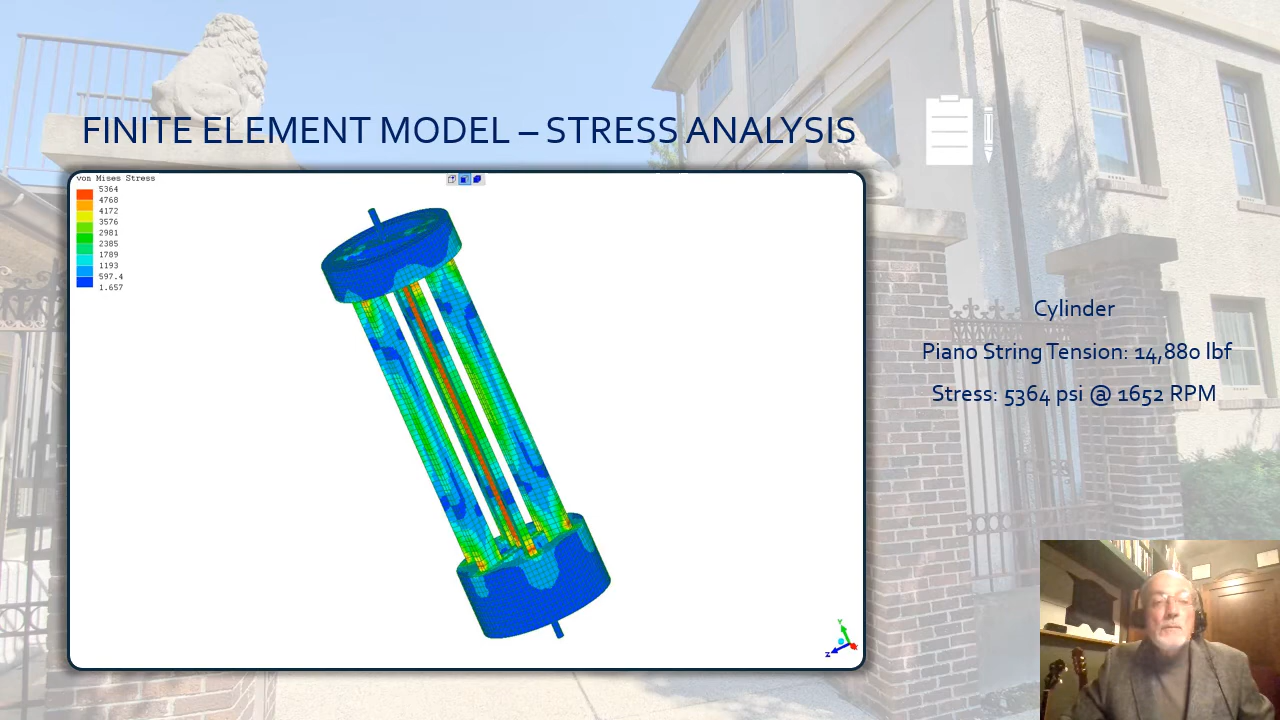 FINITE ELEMENT MODEL – STRESS ANALYSIS
von Mises Stress
5364
4768
4172
3576
2981
2385
1789
1193
597.4
1.657
Cylinder
Piano String Tension: 14,880 lbf
Stress: 5364 psi @ 1652 RPM
Y
Z